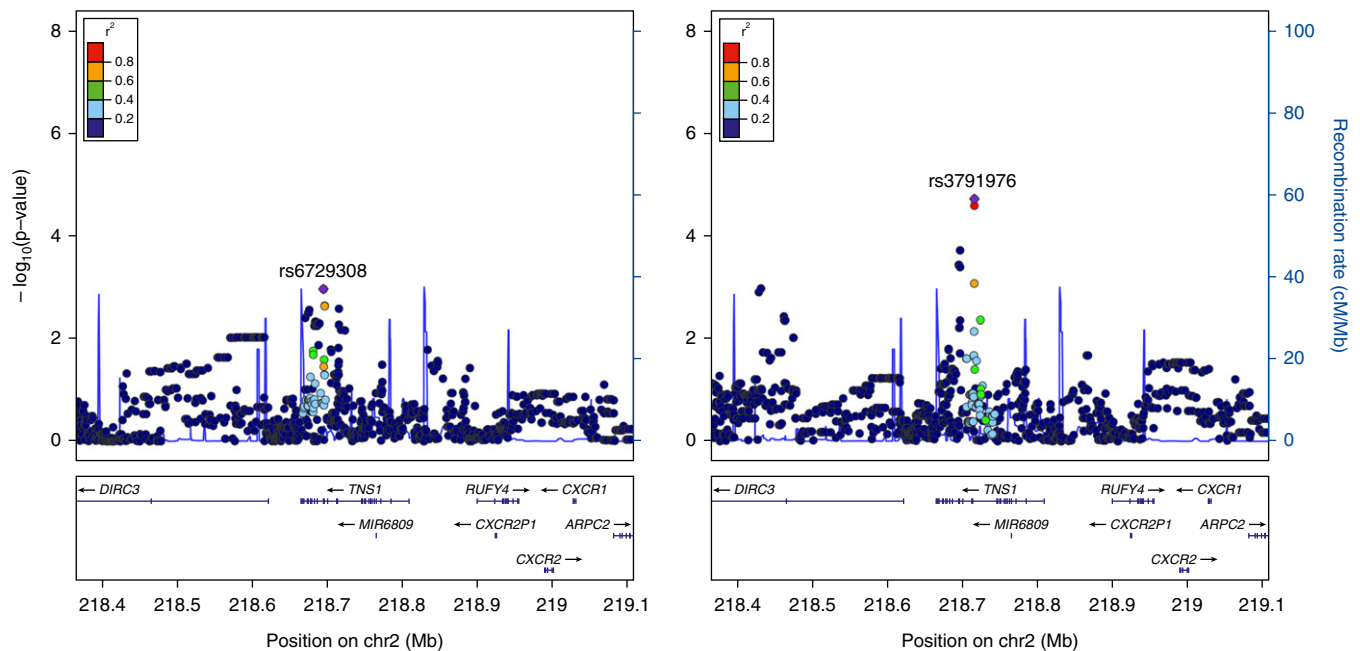 8
6
4
2
0
− log10(p−value)
r2
0.8
0.6
0.4
0.2
rs6729308
DIRC3
TNS1
RUFY4
CXCR1
MIR6809
CXCR2P1
ARPC2
CXCR2
218.4 218.5 218.6 218.7 218.8 218.9 219 219.1
Position on chr2 (Mb)
8
6
4
2
0
r2
0.8
0.6
0.4
0.2
rs3791976
100
80
60
40
20
0
Recombination rate (cM/Mb)
DIRC3
TNS1
RUFY4
CXCR1
MIR6809
CXCR2P1
ARPC2
CXCR2
218.4 218.5 218.6 218.7 218.8 218.9 219 219.1
Position on chr2 (Mb)